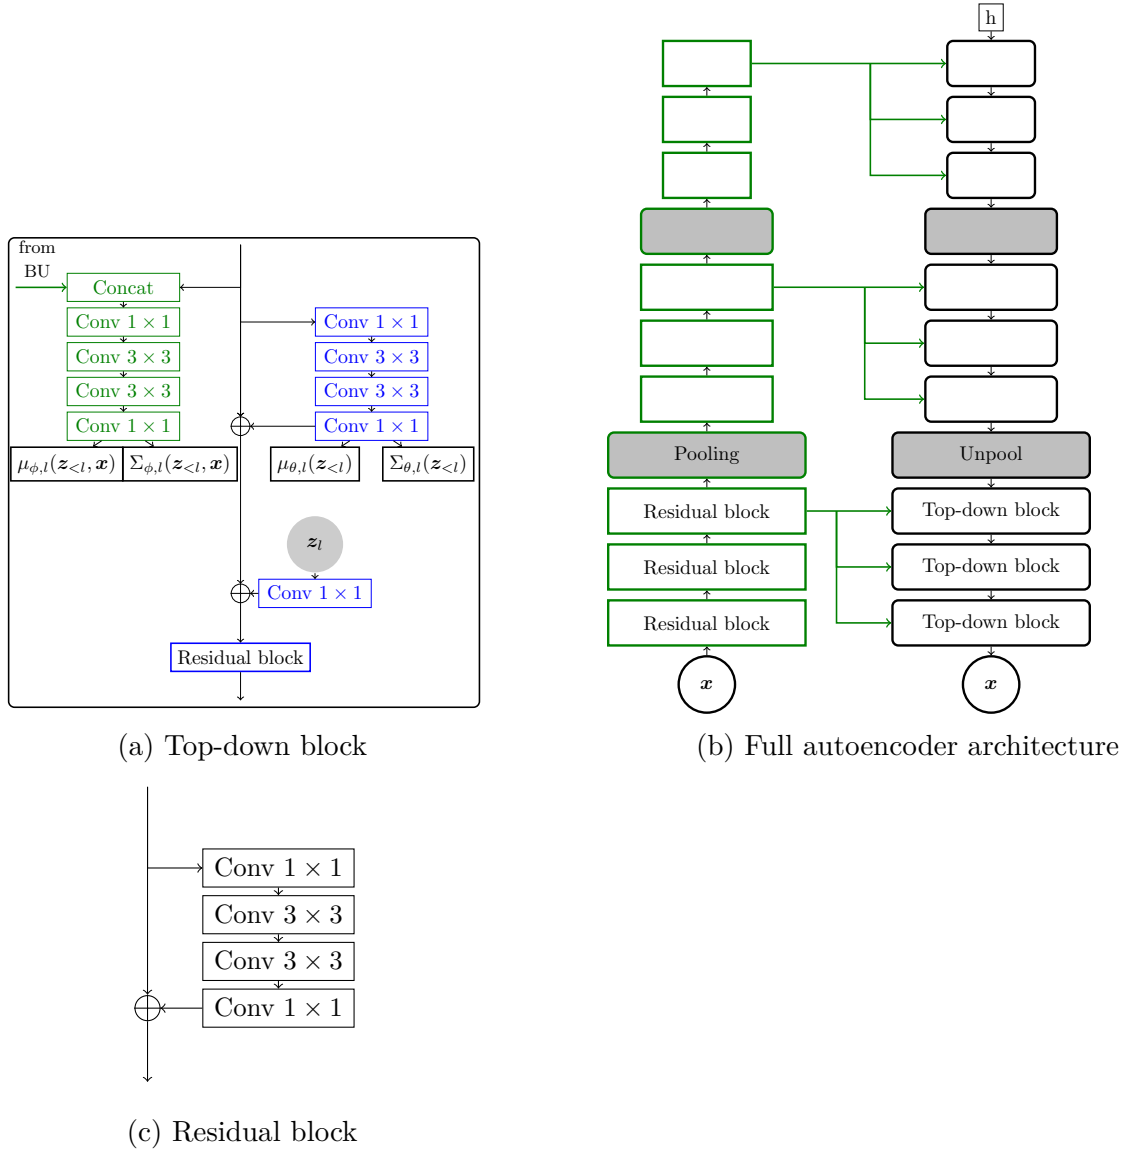 from
BU
Concat
Conv 1 × 1
Conv 3 × 3
Conv 3 × 3
Conv 1 × 1
μ_{ϕ,l}(z_{<l}, x)
Σ_{ϕ,l}(z_{<l}, x)
Conv 1 × 1
Conv 3 × 3
Conv 3 × 3
Conv 1 × 1
μ_{θ,l}(z_{<l})
Σ_{θ,l}(z_{<l})
z_l
Conv 1 × 1
Residual block
(a) Top-down block
h
Pooling
Unpool
Residual block
Top-down block
Residual block
Top-down block
Residual block
Top-down block
x
x
(b) Full autoencoder architecture
Conv 1 × 1
Conv 3 × 3
Conv 3 × 3
Conv 1 × 1
(c) Residual block